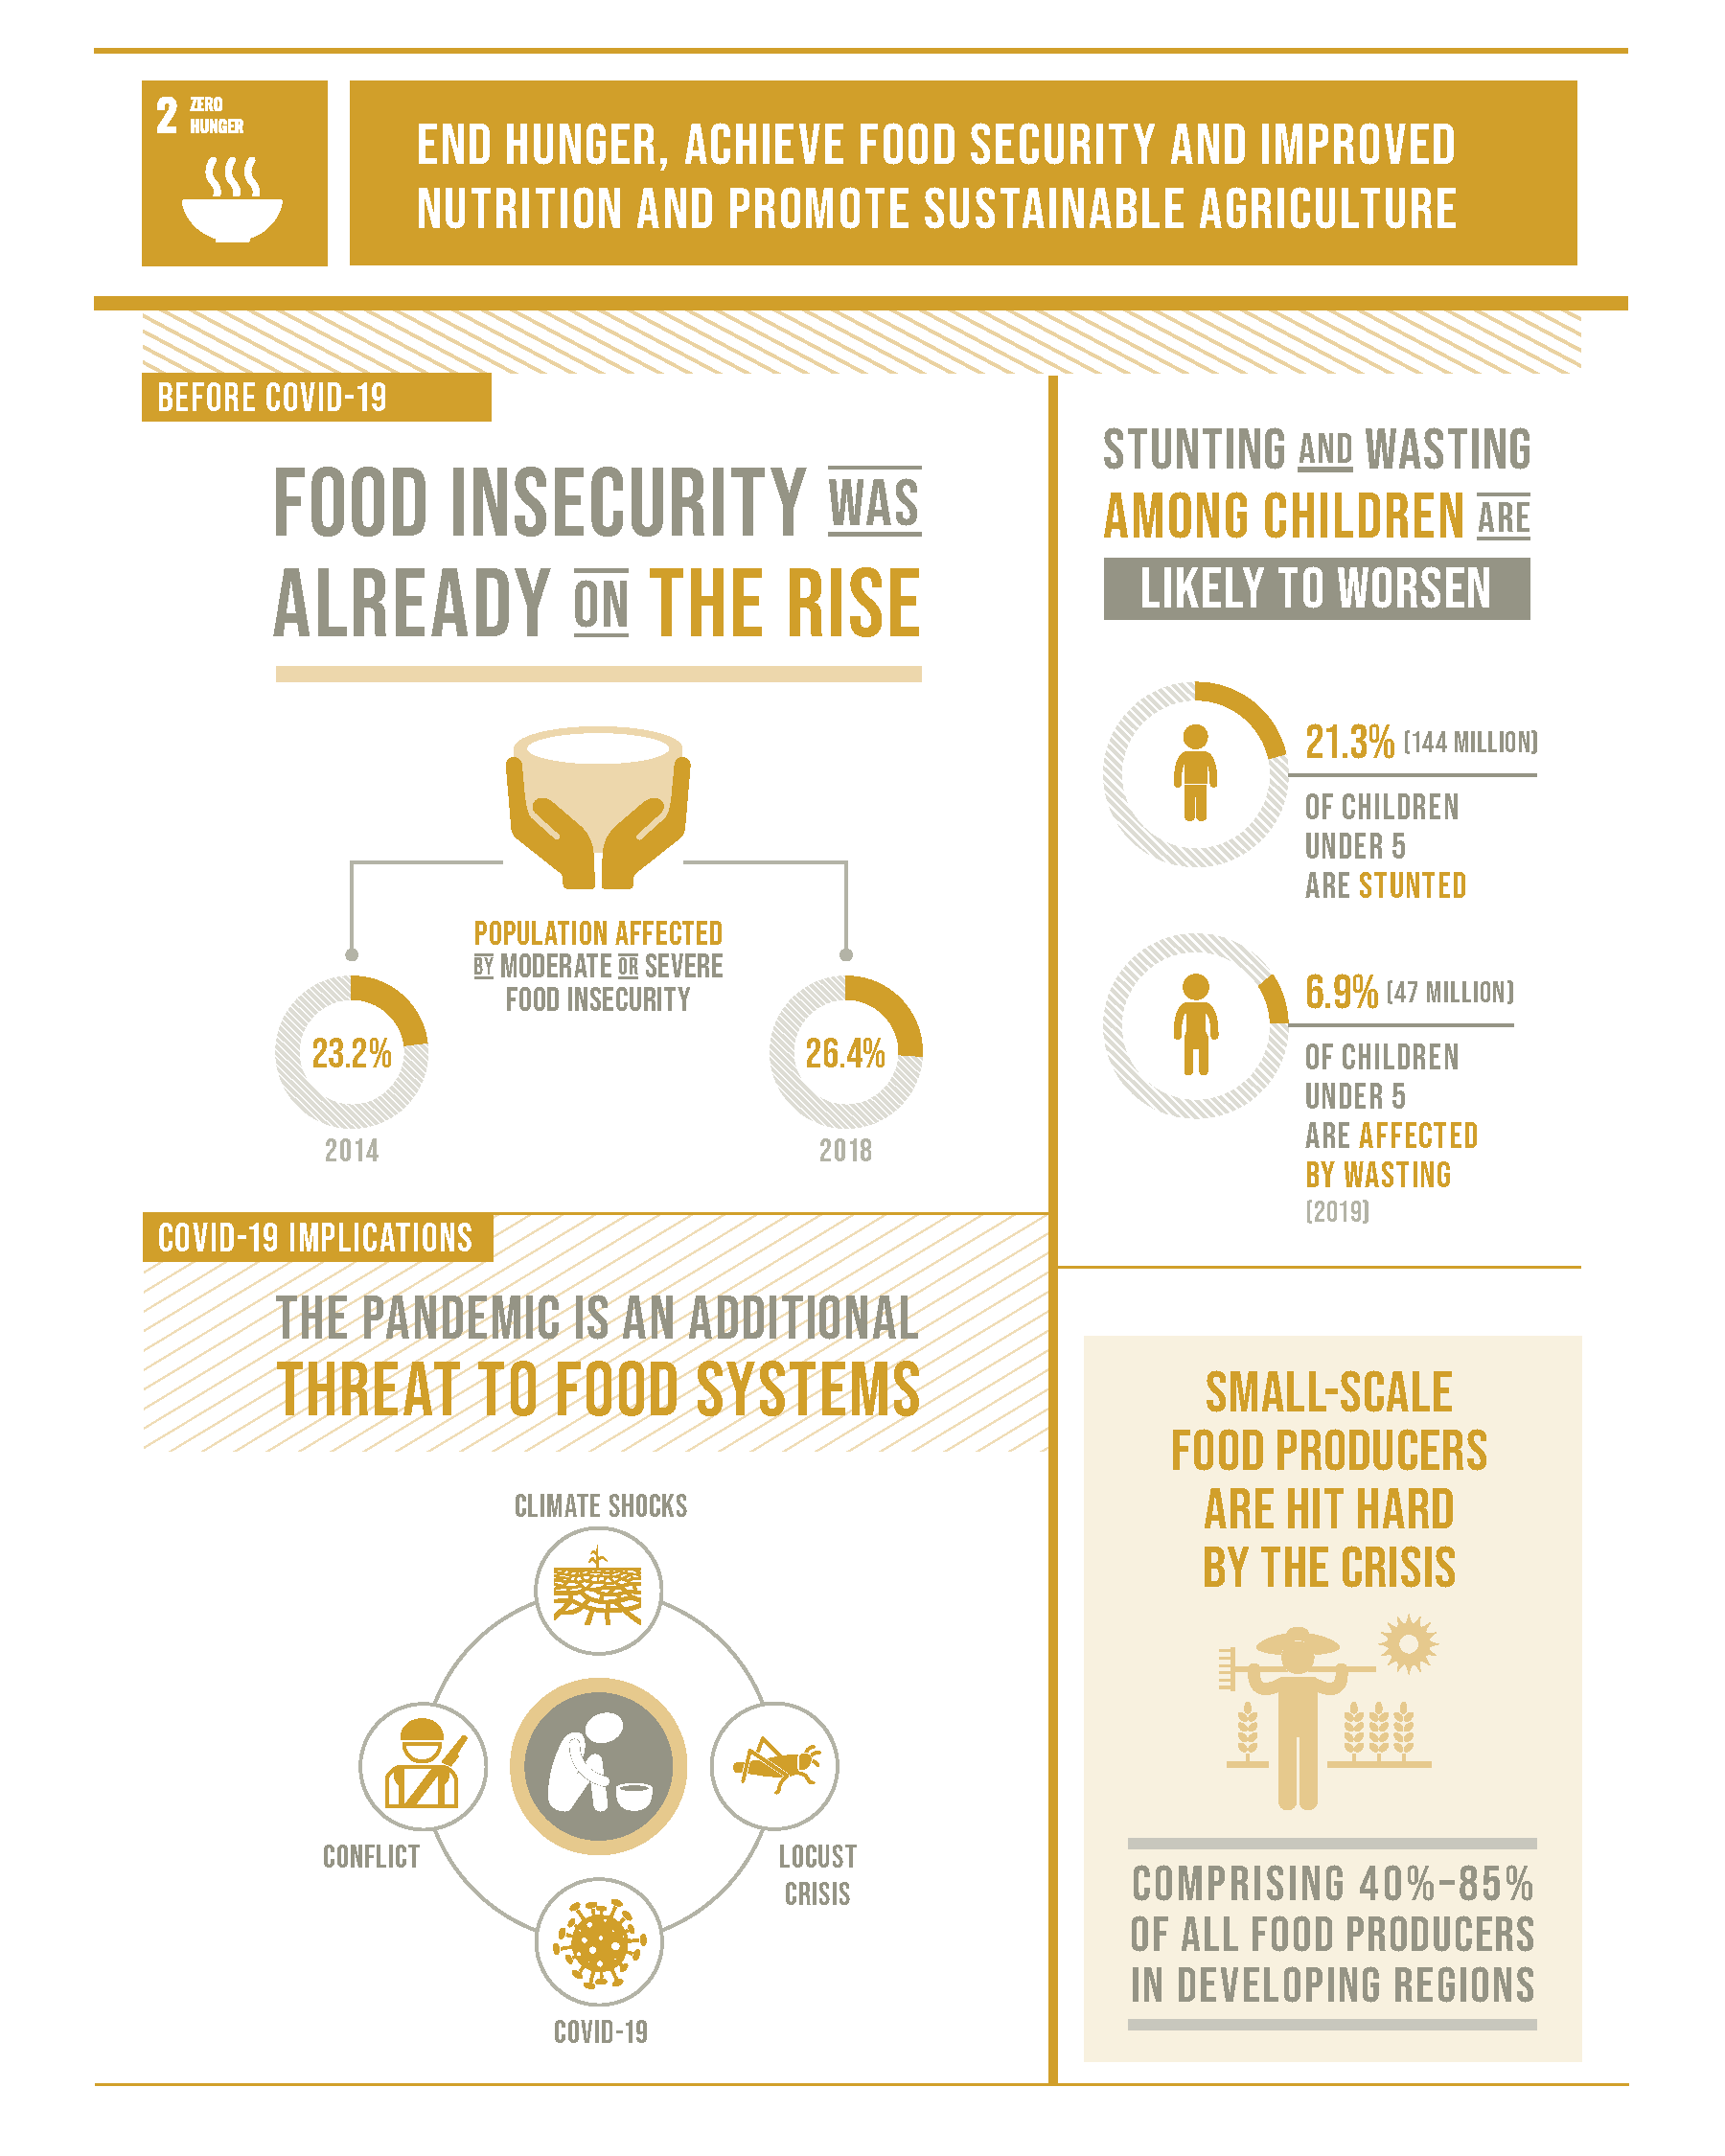 2 ZERO
HUNGER
END HUNGER, ACHIEVE FOOD SECURITY AND IMPROVED
NUTRITION AND PROMOTE SUSTAINABLE AGRICULTURE
BEFORE COVID-19
FOOD INSECURITY WAS
ALREADY ON THE RISE
POPULATION AFFECTED
BY MODERATE OR SEVERE
FOOD INSECURITY
23.2%
2014
26.4%
2018
STUNTING AND WASTING
AMONG CHILDREN ARE
LIKELY TO WORSEN
21.3% (144 MILLION)
OF CHILDREN
UNDER 5
ARE STUNTED
6.9% (47 MILLION)
OF CHILDREN
UNDER 5
ARE AFFECTED
BY WASTING
(2019)
COVID-19 IMPLICATIONS
THE PANDEMIC IS AN ADDITIONAL
THREAT TO FOOD SYSTEMS
CLIMATE SHOCKS
CONFLICT
LOCUST
CRISIS
COVID-19
SMALL-SCALE
FOOD PRODUCERS
ARE HIT HARD
BY THE CRISIS
COMPRISING 40%-85%
OF ALL FOOD PRODUCERS
IN DEVELOPING REGIONS